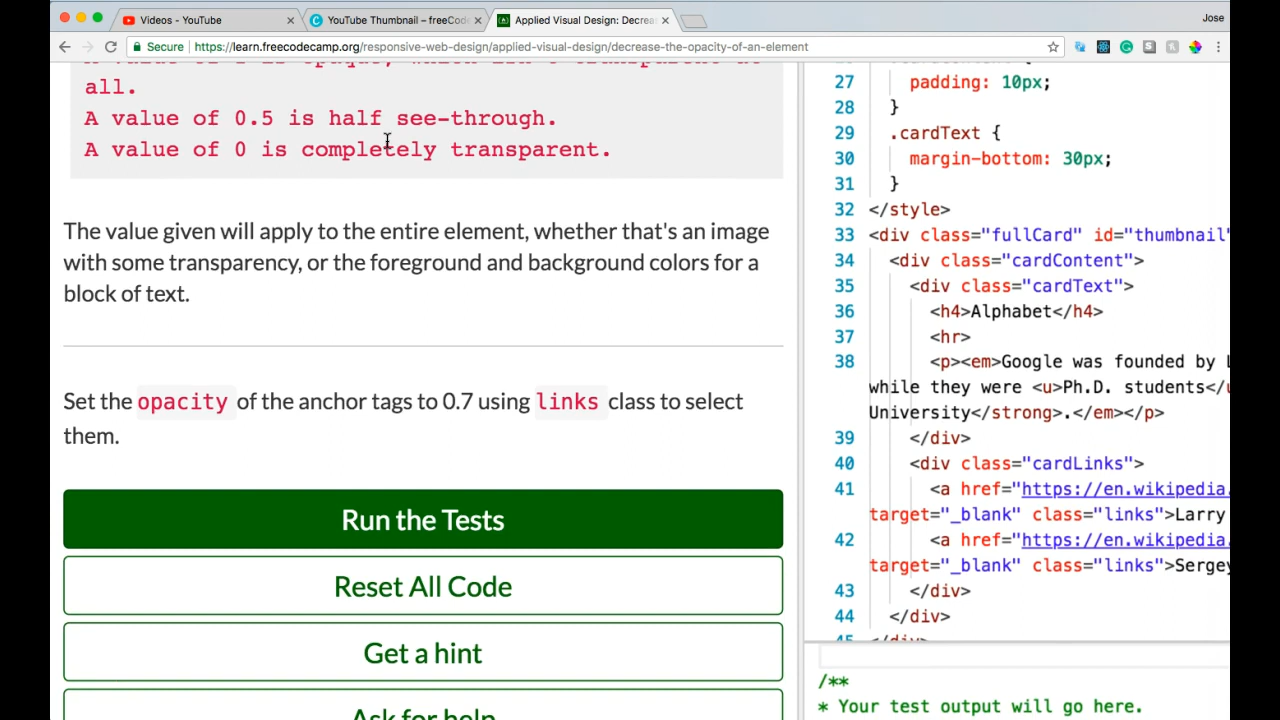 Videos - YouTube
YouTube Thumbnail – freeCode
Applied Visual Design: Decrea
Jose
Secure
https://learn.freecodecamp.org/responsive-web-design/applied-visual-design/decrease-the-opacity-of-an-element
all.
A value of 0.5 is half see-through.
A value of 0 is completely transparent.
The value given will apply to the entire element, whether that's an image
with some transparency, or the foreground and background colors for a
block of text.
Set the opacity of the anchor tags to 0.7 using links class to select
them.
Run the Tests
Reset All Code
Get a hint
Ask for help
27 padding: 10px;
28 }
29 .cardText {
30 margin-bottom: 30px;
31 }
32 </style>
33 <div class="fullCard" id="thumbnail"
34 <div class="cardContent">
35 <div class="cardText">
36 <h4>Alphabet</h4>
37 <hr>
38 <p><em>Google was founded by L
while they were <u>Ph.D. students</u
University</strong>.</em></p>
39 </div>
40 <div class="cardLinks">
41 <a href="https://en.wikipedia.
target="_blank" class="links">Larry
42 <a href="https://en.wikipedia.
target="_blank" class="links">Sergey
43 </div>
44 </div>
45 </div>
/**
* Your test output will go here.